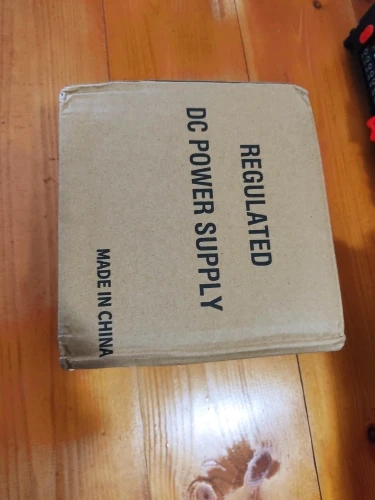 REGULATED
DC POWER SUPPLY
MADE IN CHINA